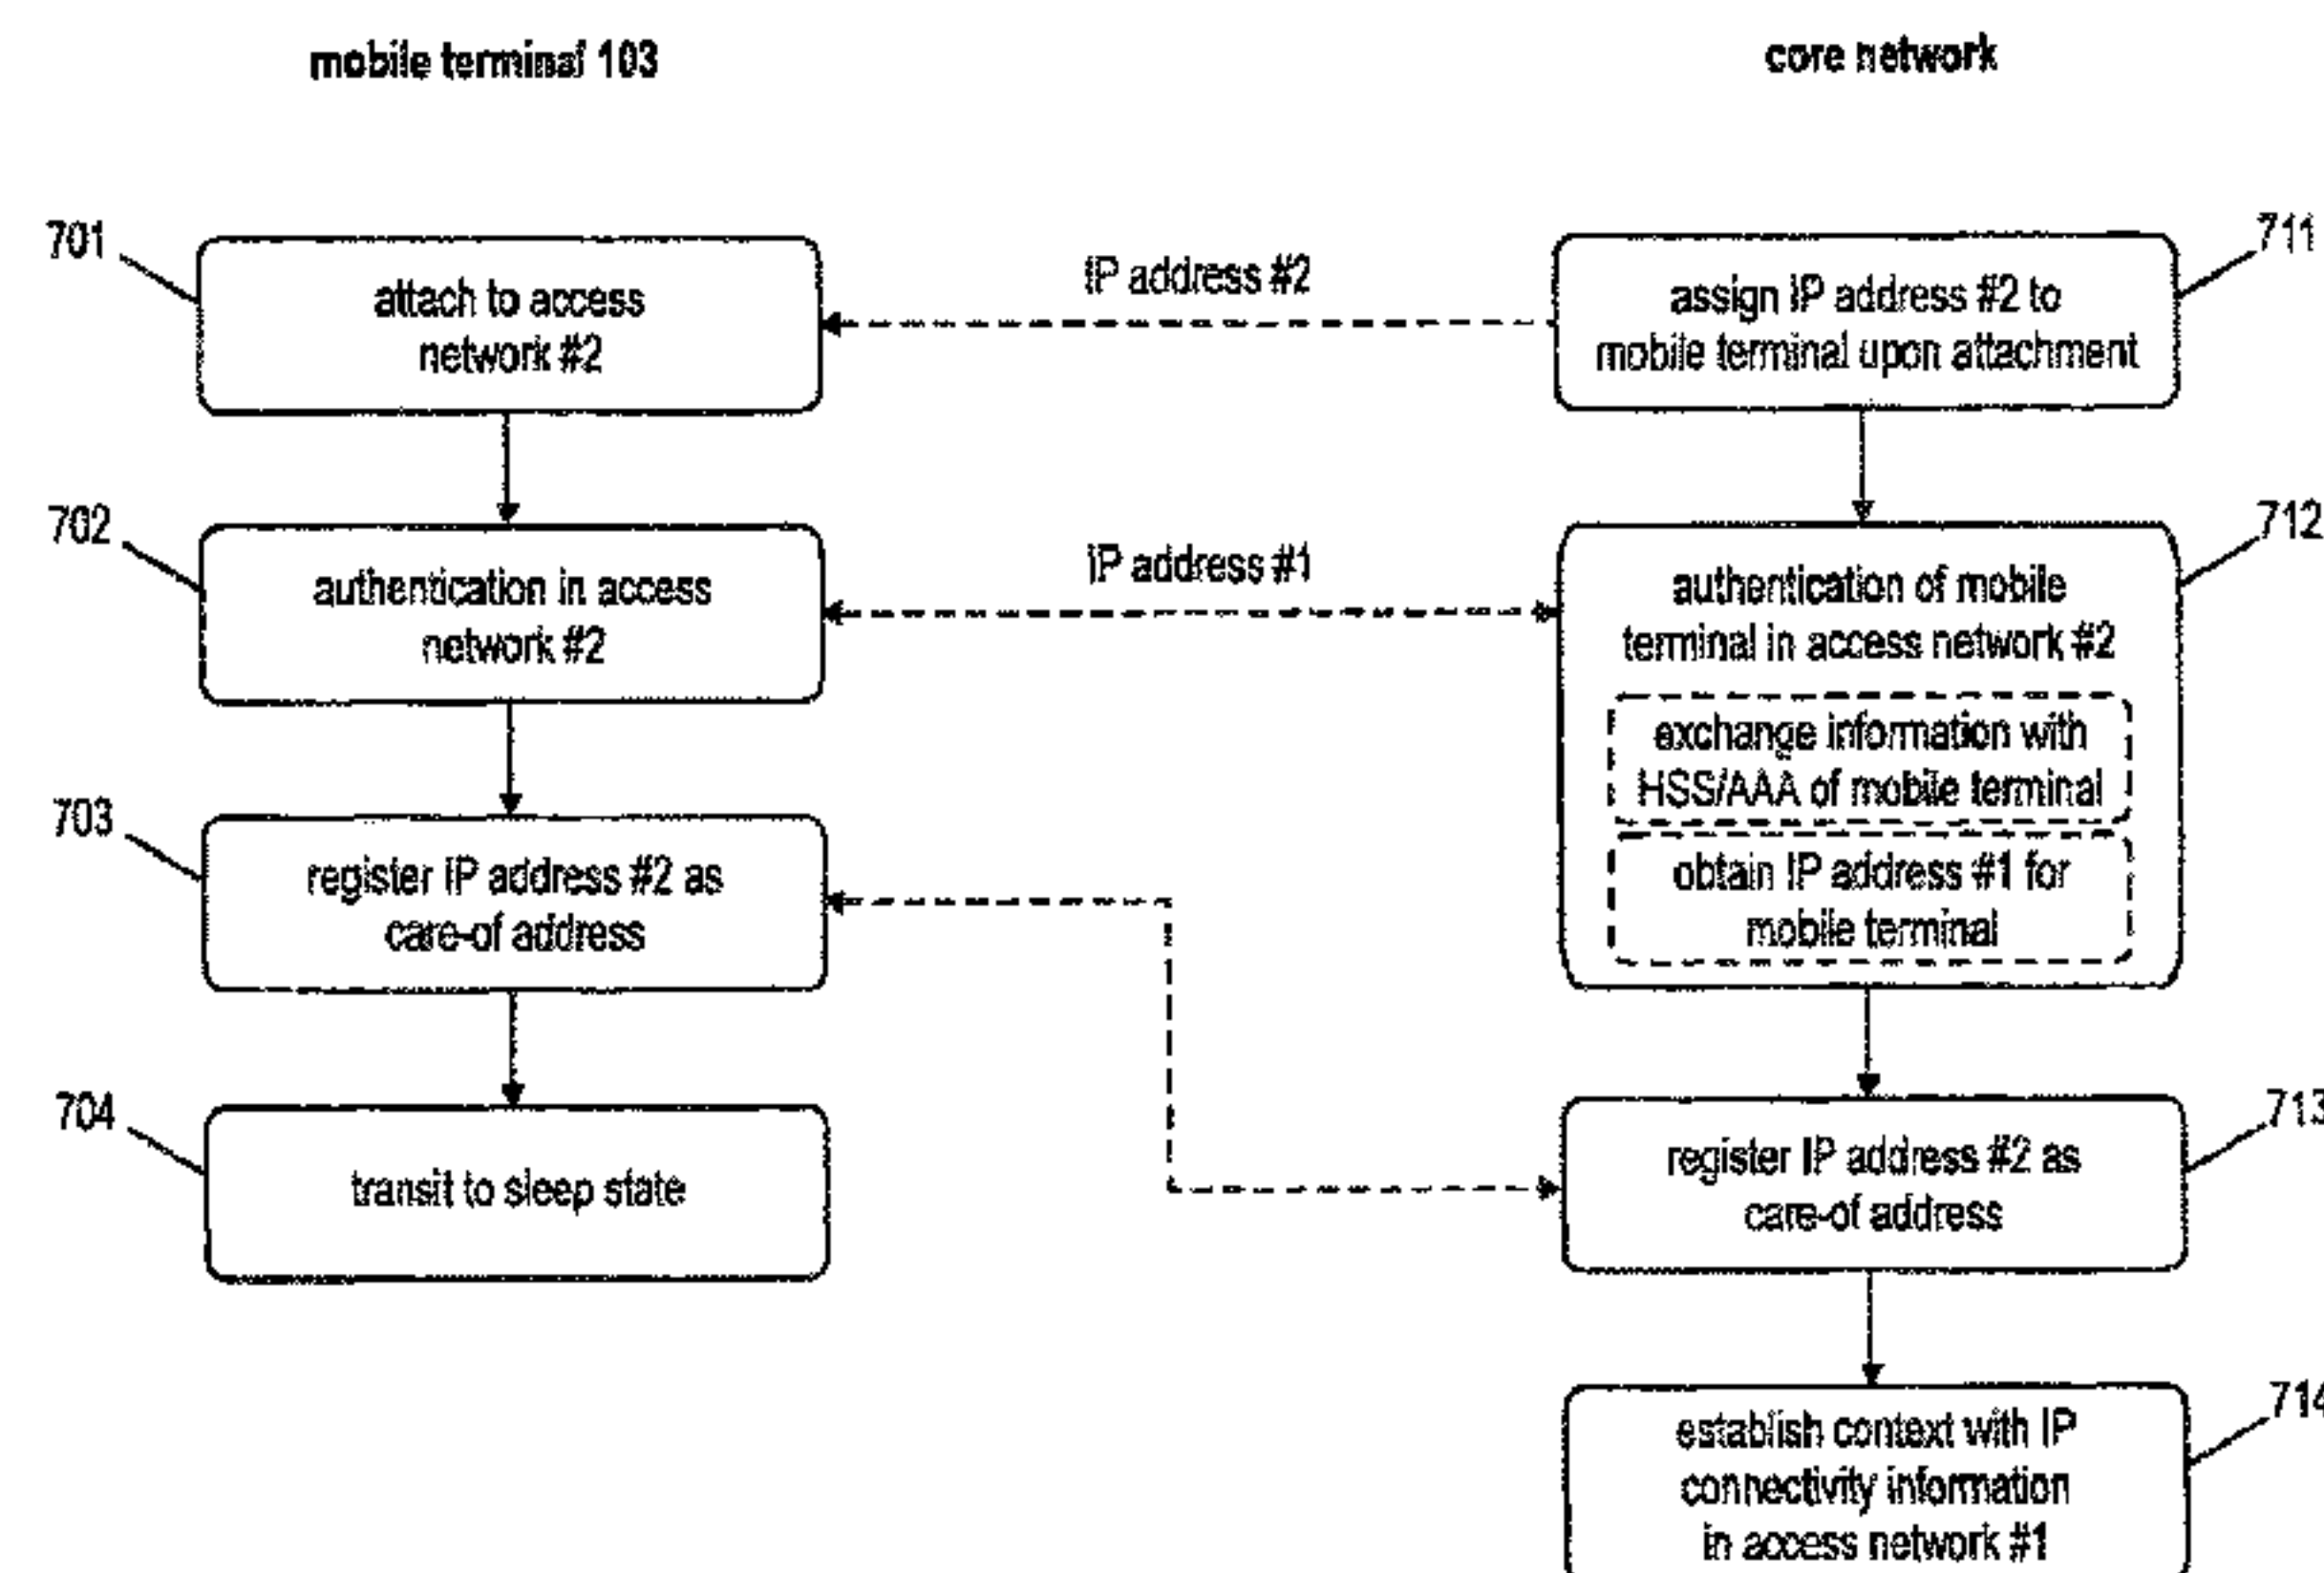 mobile terminal 103
core network
701
attach to access
network #2
IP address #2
711
assign IP address #2 to
mobile terminal upon attachment
702
authentication in access
network #2
IP address #1
712
authentication of mobile
terminal in access network #2
exchange information with
HSS/AAA of mobile terminal
obtain IP address #1 for
mobile terminal
703
register IP address #2 as
care-of address
704
transit to sleep state
713
register IP address #2 as
care-of address
714
establish context with IP
connectivity information
in access network #1